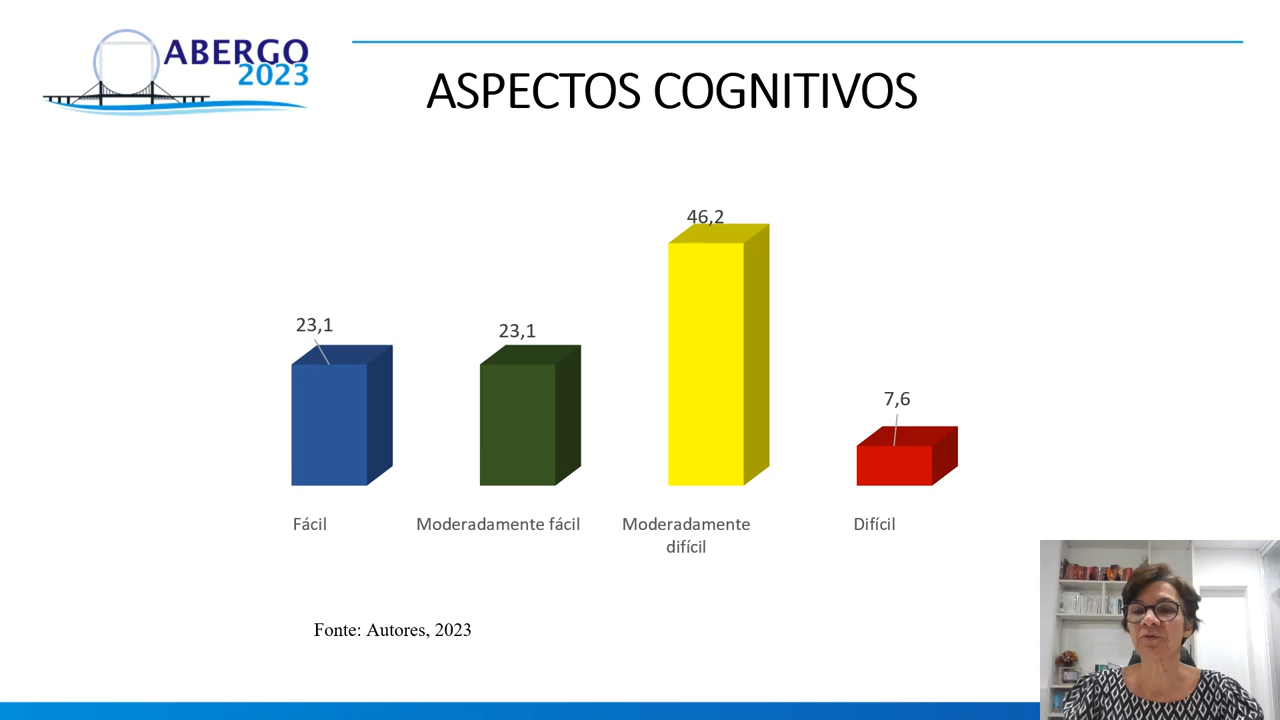 ABERGO
2023
ASPECTOS COGNITIVOS
46,2
23,1
23,1
7,6
Fácil
Moderadamente fácil
Moderadamente
difícil
Difícil
Fonte: Autores, 2023